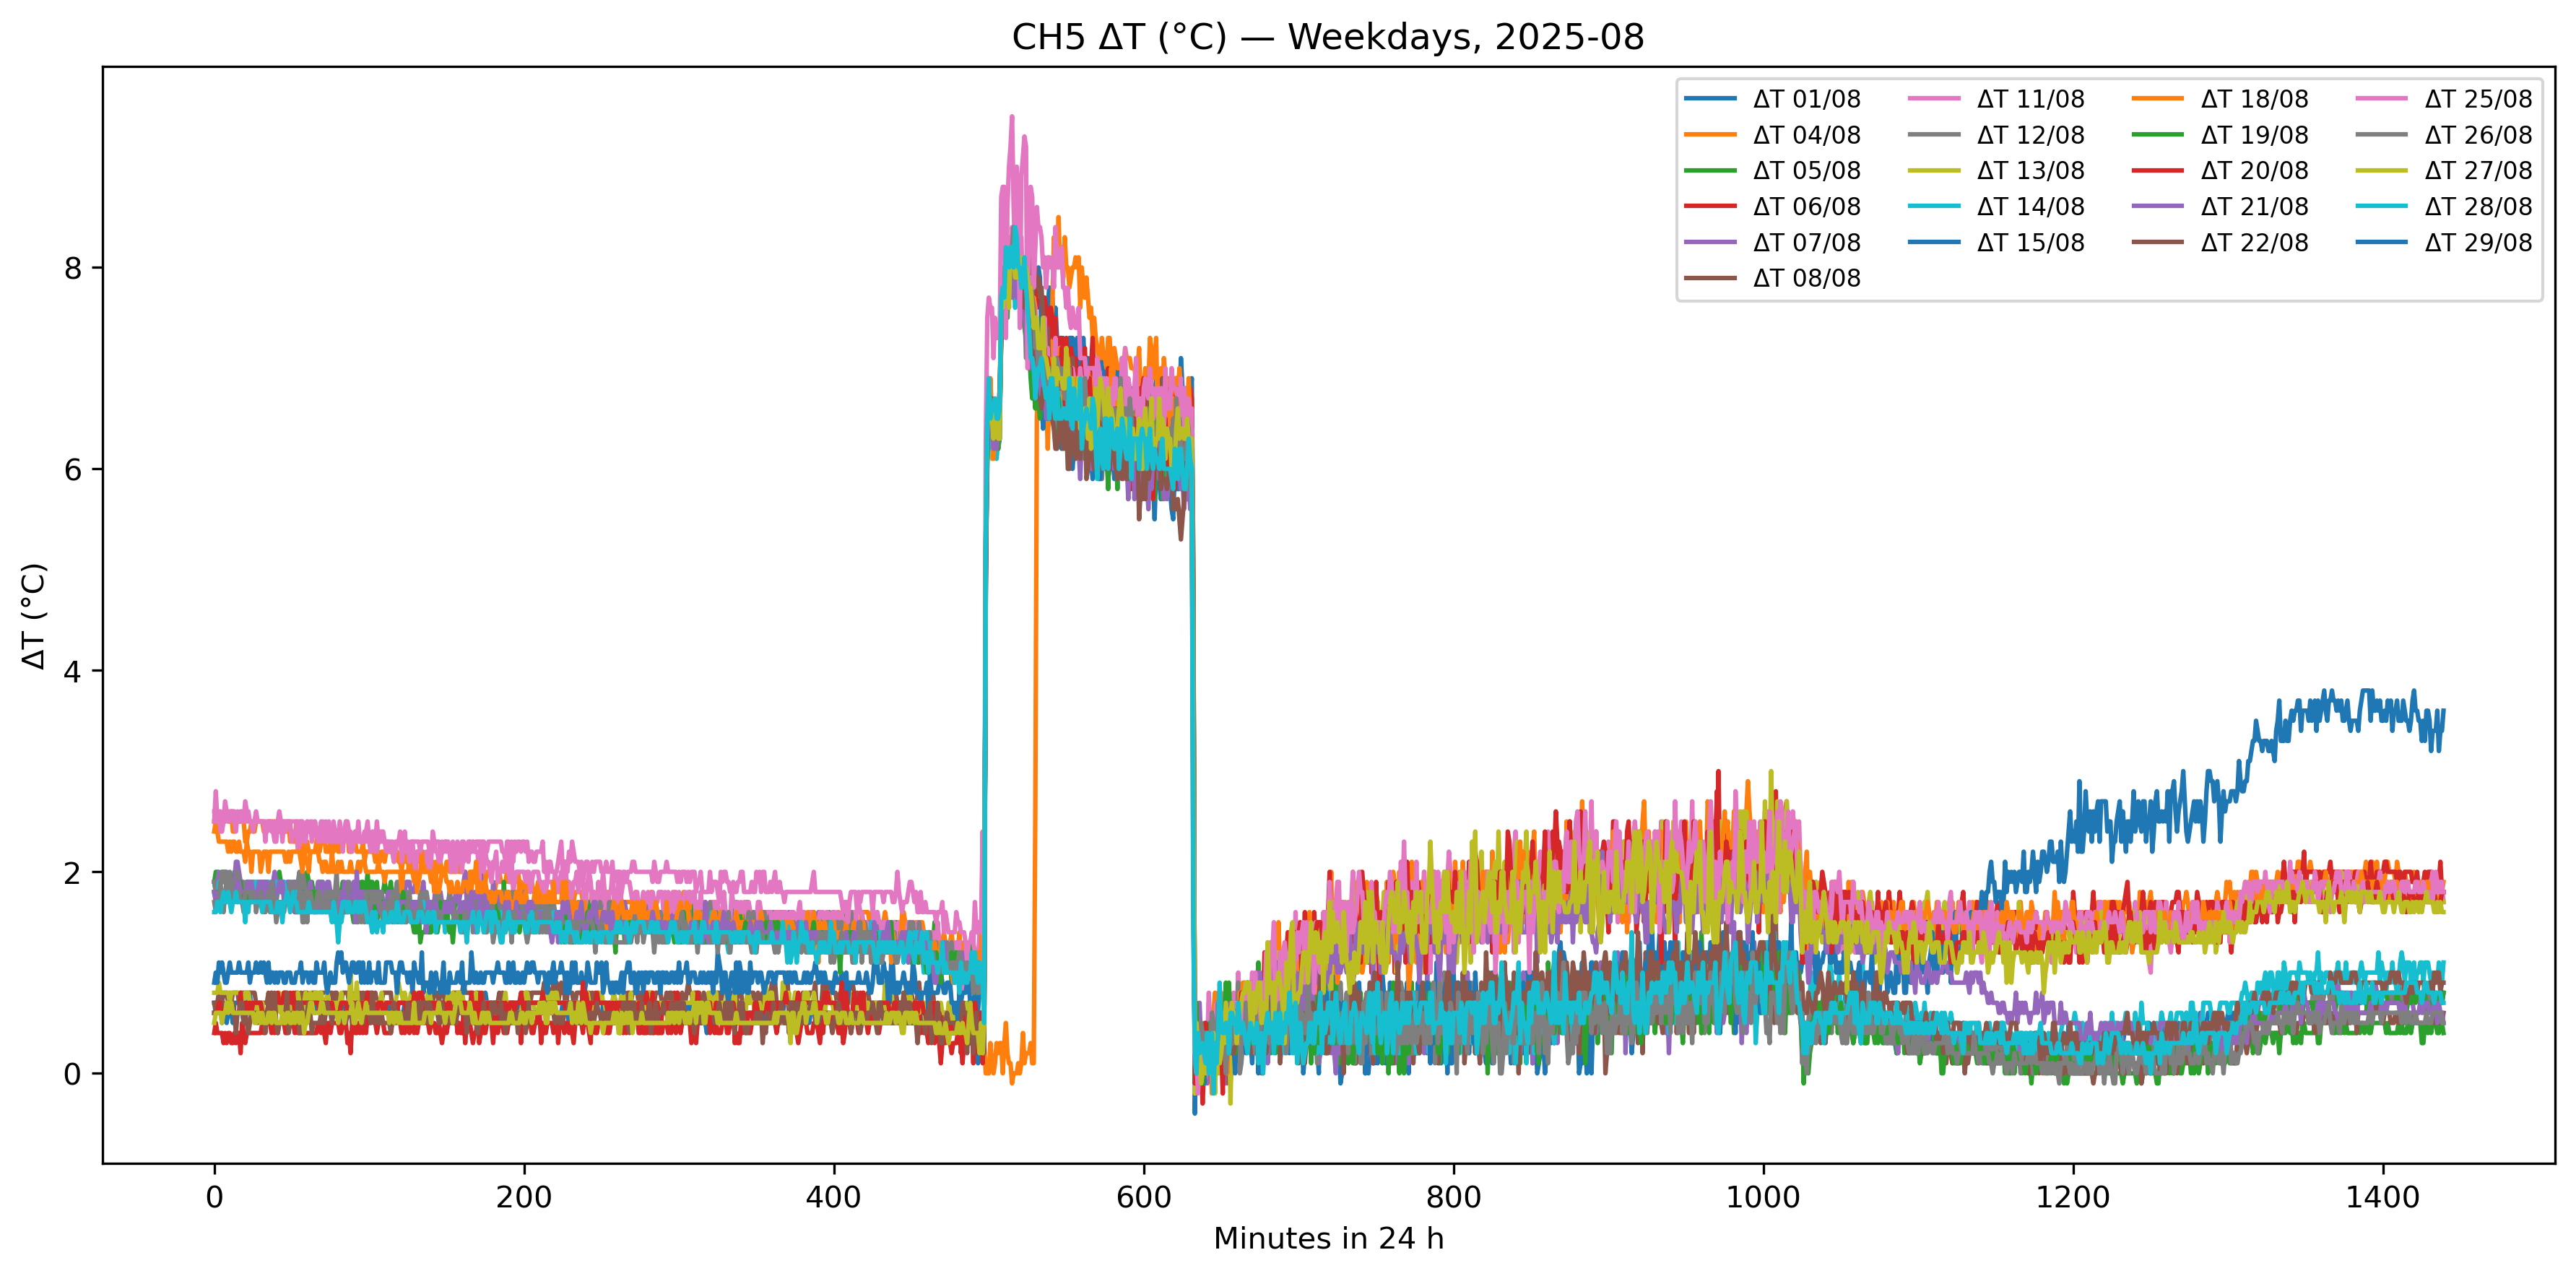 CH5 ΔT (°C) — Weekdays, 2025-08
ΔT 01/08
ΔT 04/08
ΔT 05/08
ΔT 06/08
ΔT 07/08
ΔT 08/08
ΔT 11/08
ΔT 12/08
ΔT 13/08
ΔT 14/08
ΔT 15/08
ΔT 18/08
ΔT 19/08
ΔT 20/08
ΔT 21/08
ΔT 22/08
ΔT 25/08
ΔT 26/08
ΔT 27/08
ΔT 28/08
ΔT 29/08
ΔT (°C)
8
6
4
2
0
0 200 400 600 800 1000 1200 1400
Minutes in 24 h